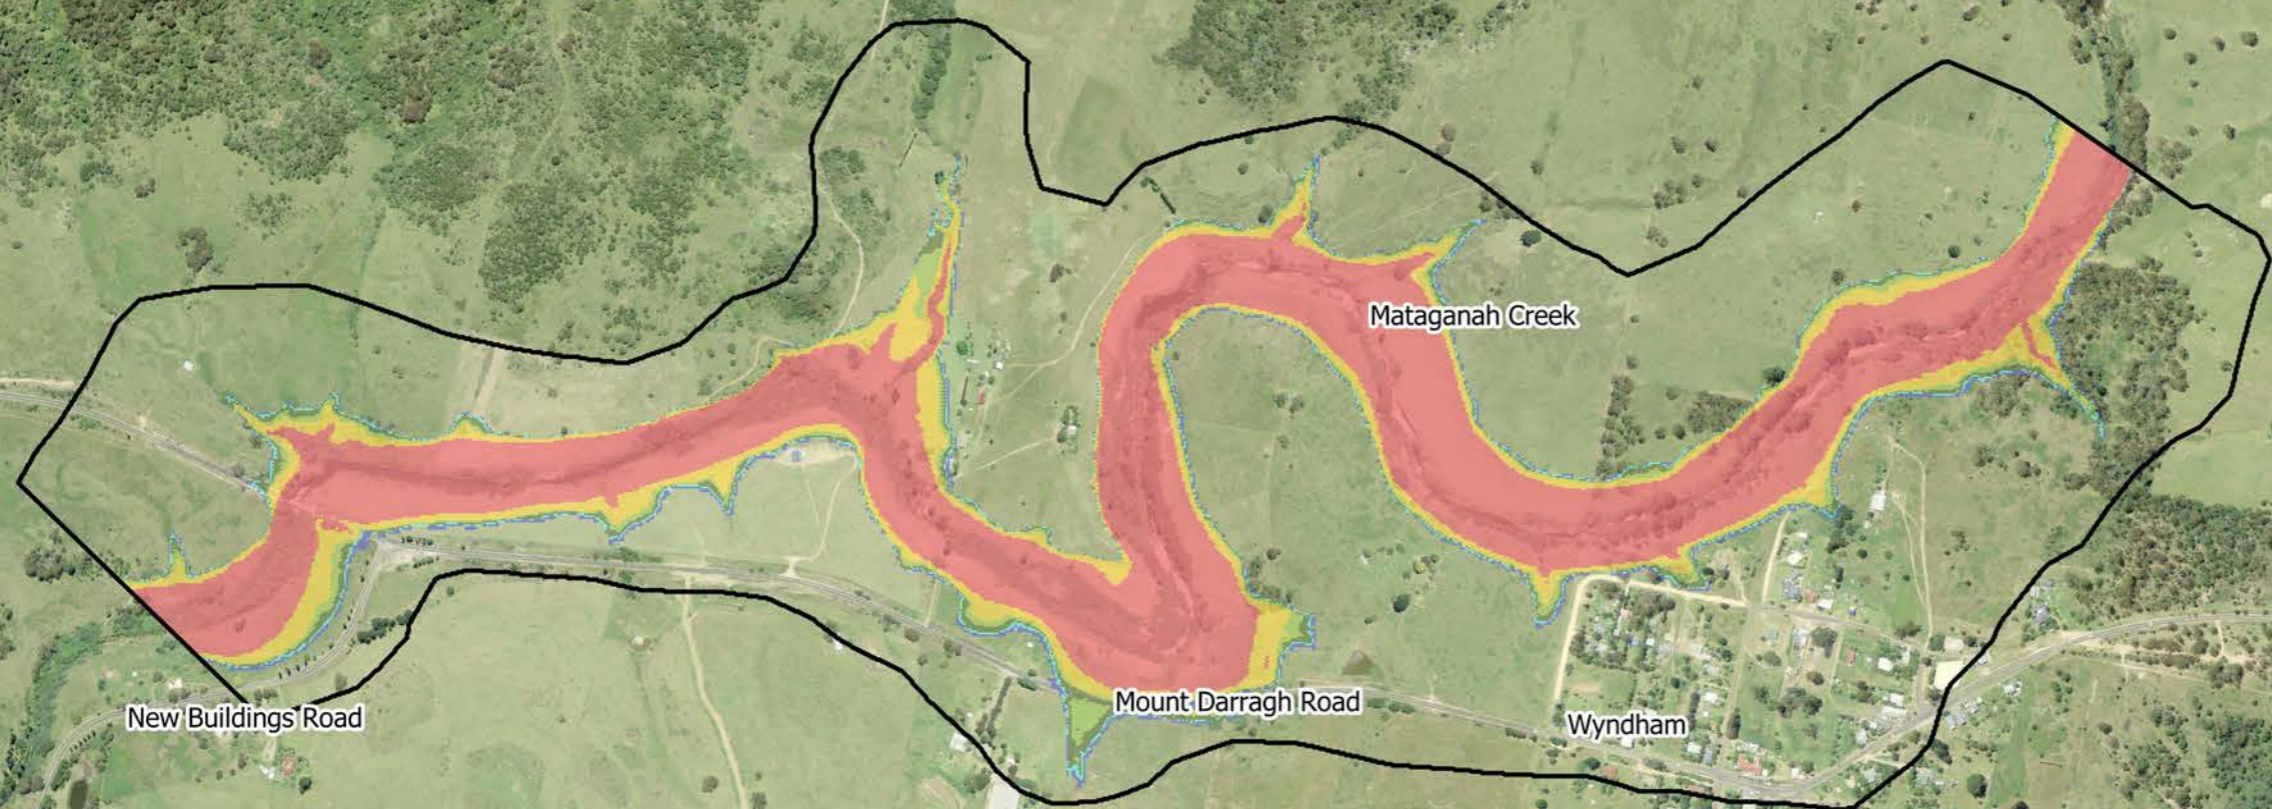 Mataganah Creek
Mount Darragh Road
New Buildings Road
Wyndham